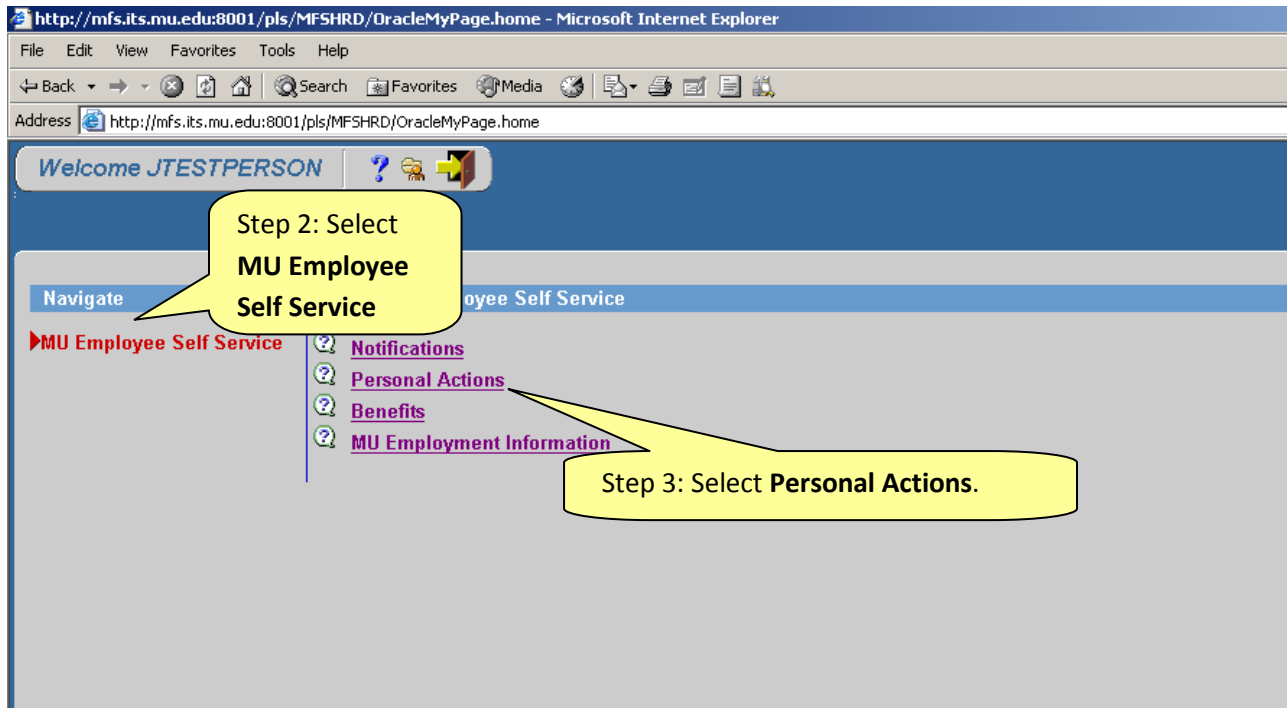 http://mfs.its.mu.edu:8001/pls/MFSHRD/OracleMyPage.home - Microsoft Internet Explorer
File Edit View Favorites Tools Help
Back Search Favorites Media
Address http://mfs.its.mu.edu:8001/pls/MFSHRD/OracleMyPage.home
Welcome JTESTPERSON
Step 2: Select
MU Employee
Self Service
Navigate oyee Self Service
MU Employee Self Service
Notifications
Personal Actions
Benefits
MU Employment Information
Step 3: Select Personal Actions.